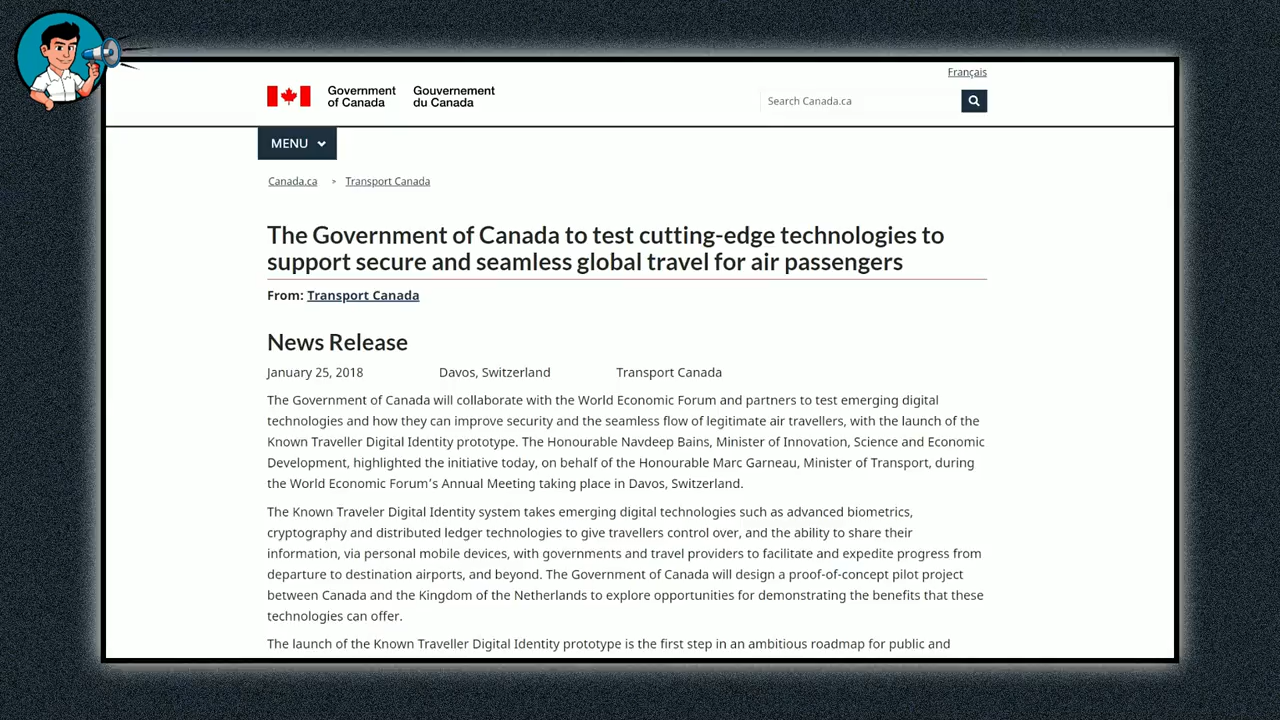 Français
Government
of Canada
Gouvernement
du Canada
Search Canada.ca
MENU
Canada.ca > Transport Canada
The Government of Canada to test cutting-edge technologies to
support secure and seamless global travel for air passengers
From: Transport Canada
News Release
January 25, 2018 Davos, Switzerland Transport Canada
The Government of Canada will collaborate with the World Economic Forum and partners to test emerging digital
technologies and how they can improve security and the seamless flow of legitimate air travellers, with the launch of the
Known Traveller Digital Identity prototype. The Honourable Navdeep Bains, Minister of Innovation, Science and Economic
Development, highlighted the initiative today, on behalf of the Honourable Marc Garneau, Minister of Transport, during
the World Economic Forum's Annual Meeting taking place in Davos, Switzerland.
The Known Traveler Digital Identity system takes emerging digital technologies such as advanced biometrics,
cryptography and distributed ledger technologies to give travellers control over, and the ability to share their
information, via personal mobile devices, with governments and travel providers to facilitate and expedite progress from
departure to destination airports, and beyond. The Government of Canada will design a proof-of-concept pilot project
between Canada and the Kingdom of the Netherlands to explore opportunities for demonstrating the benefits that these
technologies can offer.
The launch of the Known Traveller Digital Identity prototype is the first step in an ambitious roadmap for public and